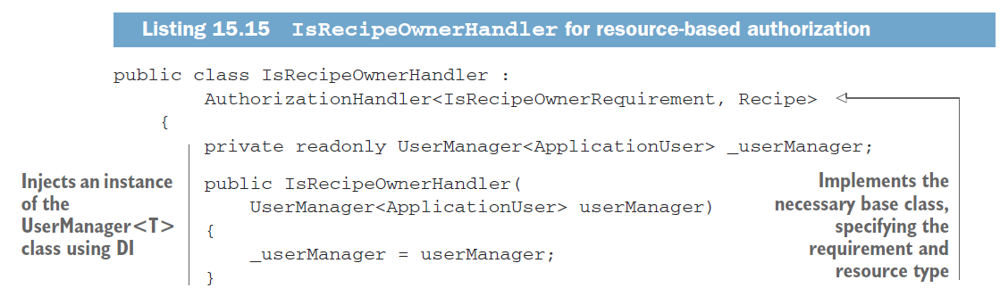 Listing 15.15 IsRecipeOwnerHandler for resource-based authorization
public class IsRecipeOwnerHandler :
AuthorizationHandler<IsRecipeOwnerRequirement, Recipe>
{
private readonly UserManager<ApplicationUser> _userManager;
public IsRecipeOwnerHandler(
UserManager<ApplicationUser> userManager)
{
_userManager = userManager;
}
Injects an instance
of the
UserManager<T>
class using DI
Implements the
necessary base class,
specifying the
requirement and
resource type